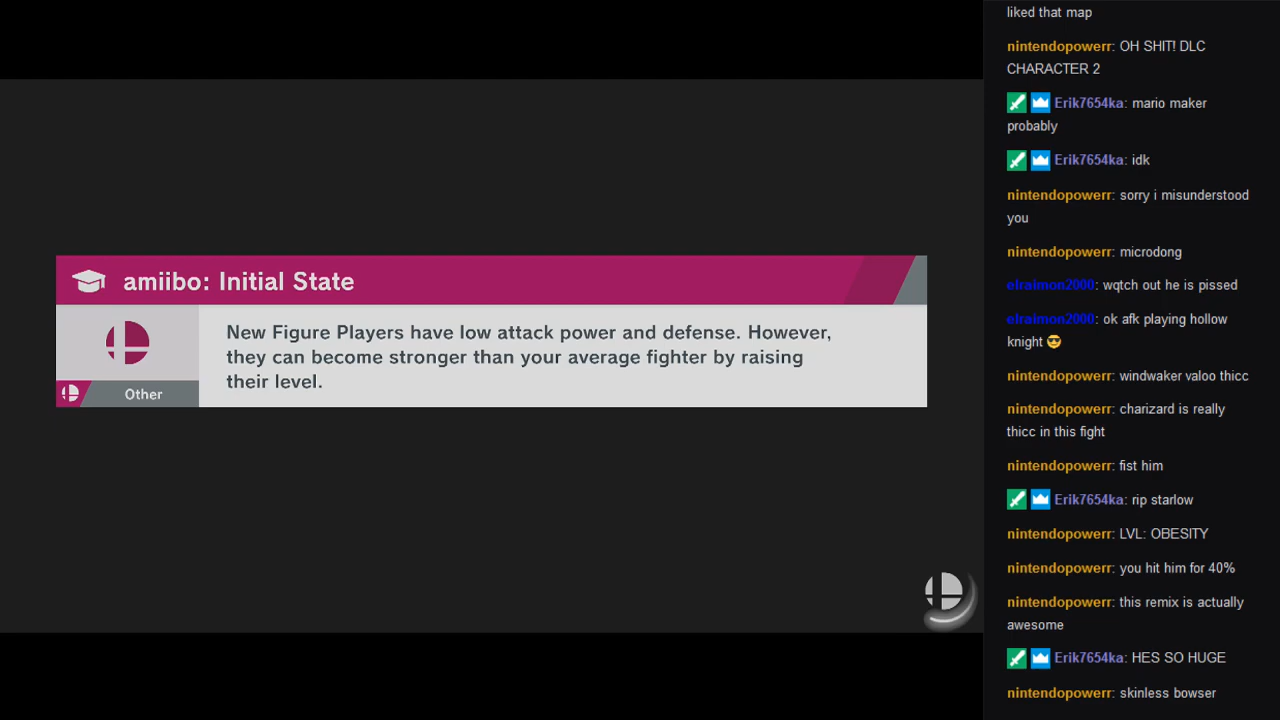 amiibo: Initial State
New Figure Players have low attack power and defense. However,
they can become stronger than your average fighter by raising
their level.
Other
liked that map
nintendopowerr: OH SHIT! DLC
CHARACTER 2
Erik7654ka: mario maker
probably
Erik7654ka: idk
nintendopowerr: sorry i misunderstood
you
nintendopowerr: microdong
elraimon2000: wqtch out he is pissed
elraimon2000: ok afk playing hollow
knight 😎
nintendopowerr: windwaker valoo thicc
nintendopowerr: charizard is really
thicc in this fight
nintendopowerr: fist him
Erik7654ka: rip starlow
nintendopowerr: LVL: OBESITY
nintendopowerr: you hit him for 40%
nintendopowerr: this remix is actually
awesome
Erik7654ka: HES SO HUGE
nintendopowerr: skinless bowser